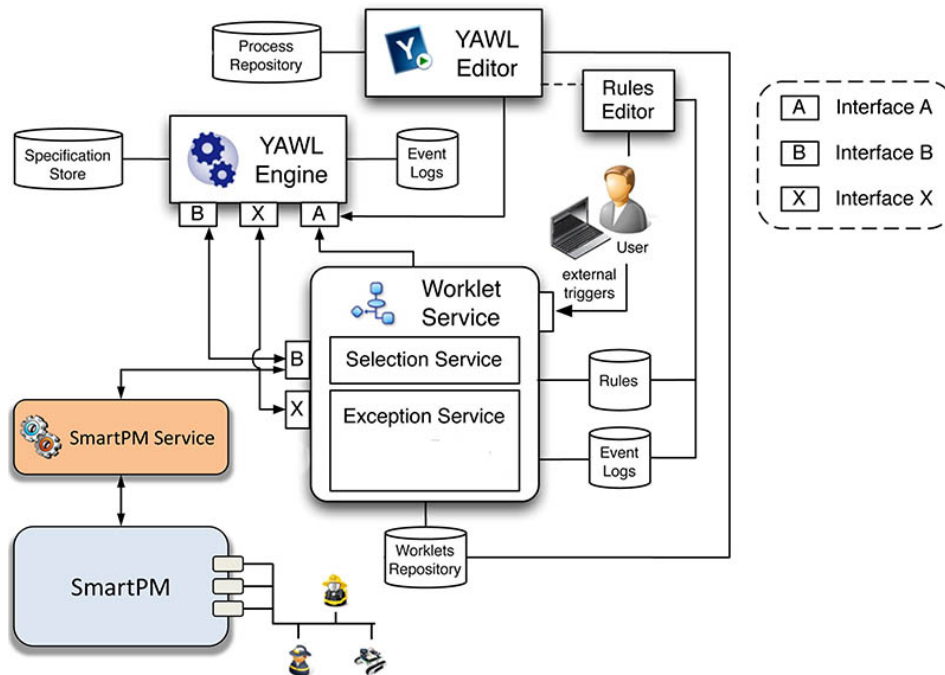 Process
Repository
Y
YAWL
Editor
Rules
Editor
A
Interface A
B
Interface B
X
Interface X
Specification
Store
YAWL
Engine
Event
Logs
B
X
A
User
external
triggers
Worklet
Service
B
Selection Service
X
Exception Service
Rules
Event
Logs
SmartPM Service
Worklets
Repository
SmartPM